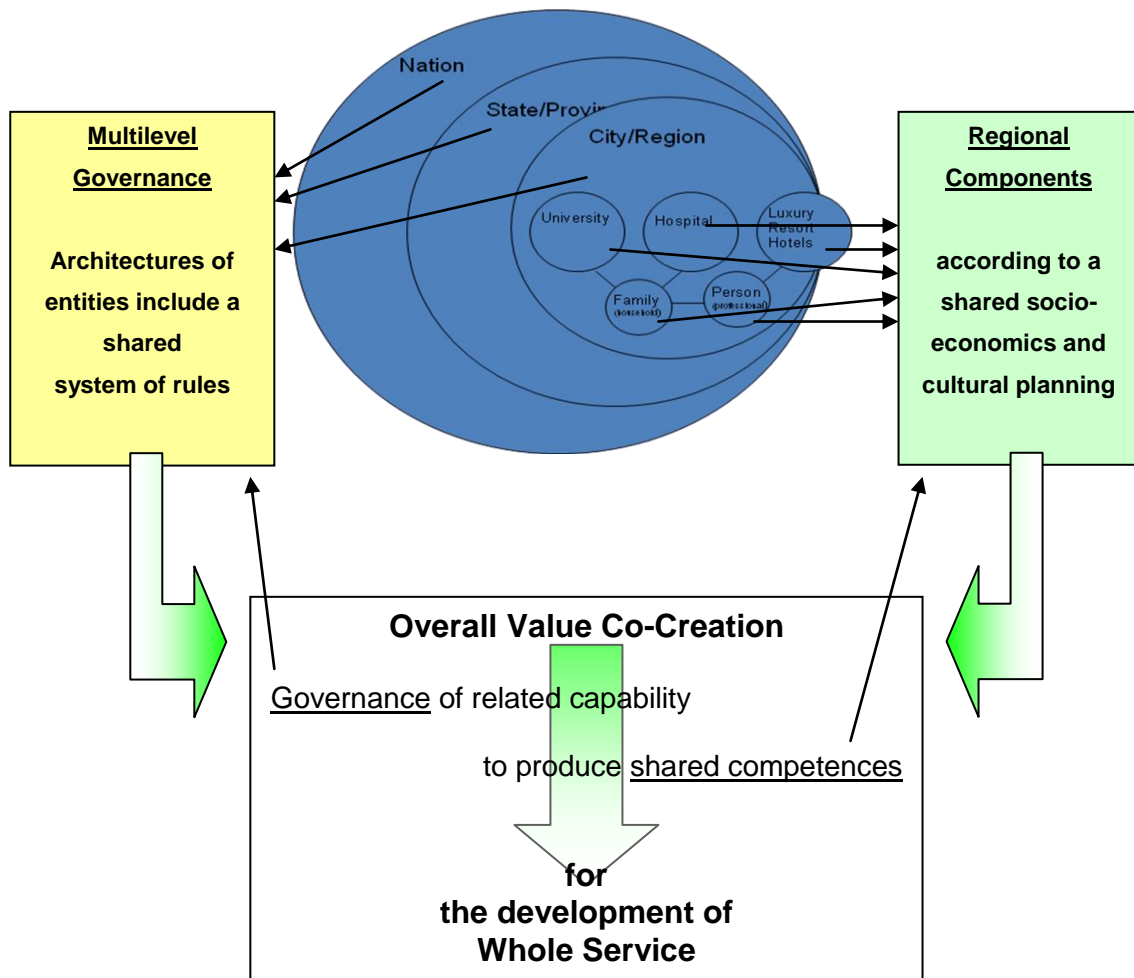 Nation
State/Provin
City/Region
University
Hospital
Luxury
Resort
Hotels
Family
(household)
Person
(professional)
Multilevel
Governance
Architectures of
entities include a
shared
system of rules
Regional
Components
according to a
shared socio-
economics and
cultural planning
Overall Value Co-Creation
Governance of related capability
to produce shared competences
for
the development of
Whole Service